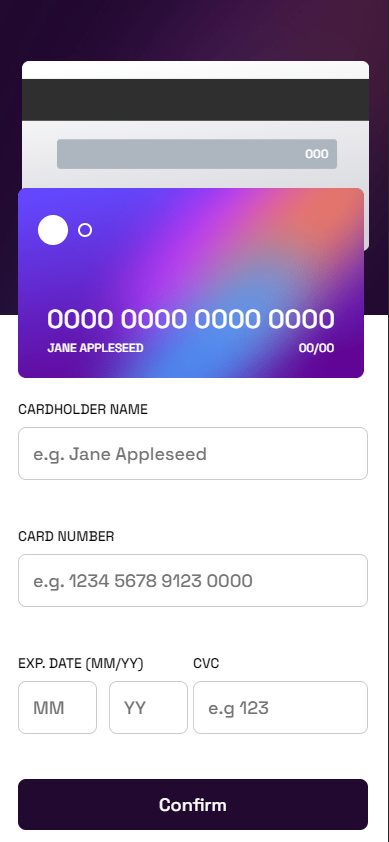 000
0000 0000 0000 0000
JANE APPLESEED 00/00
CARDHOLDER NAME
e.g. Jane Appleseed
CARD NUMBER
e.g. 1234 5678 9123 0000
EXP. DATE (MM/YY) CVC
MM YY e.g 123
Confirm